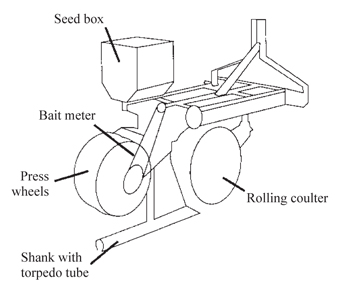 Seed box
Bait meter
Press
wheels
Rolling coulter
Shank with
torpedo tube